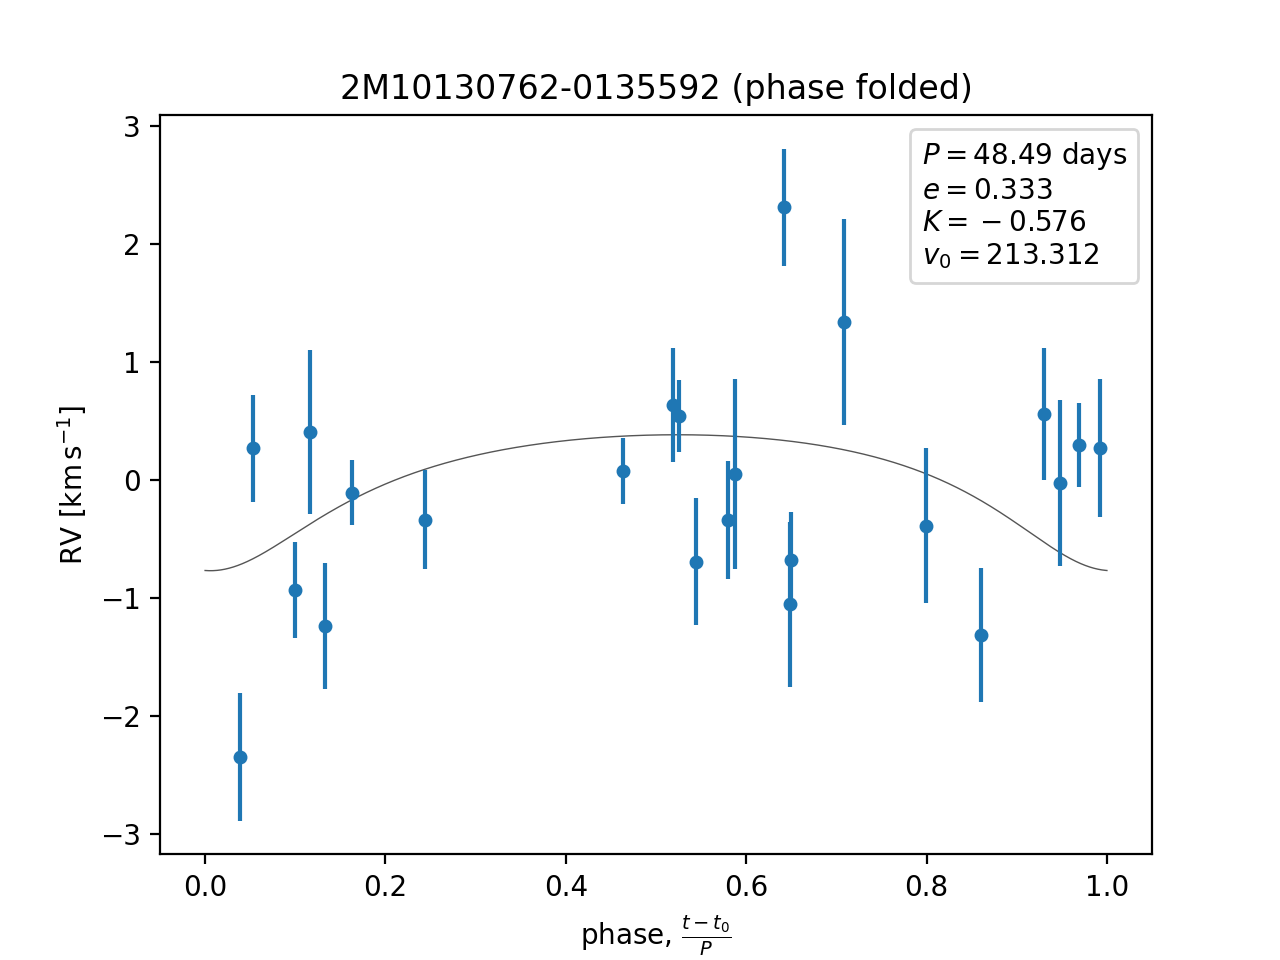 2M10130762-0135592 (phase folded)
P = 48.49 days
e = 0.333
K = −0.576
v₀ = 213.312
3
2
1
0
−1
−2
−3
RV [km s⁻¹]
0.0 0.2 0.4 0.6 0.8 1.0
phase, (t − t₀)/P